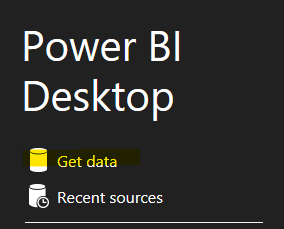 Power BI
Desktop
Get data
Recent sources